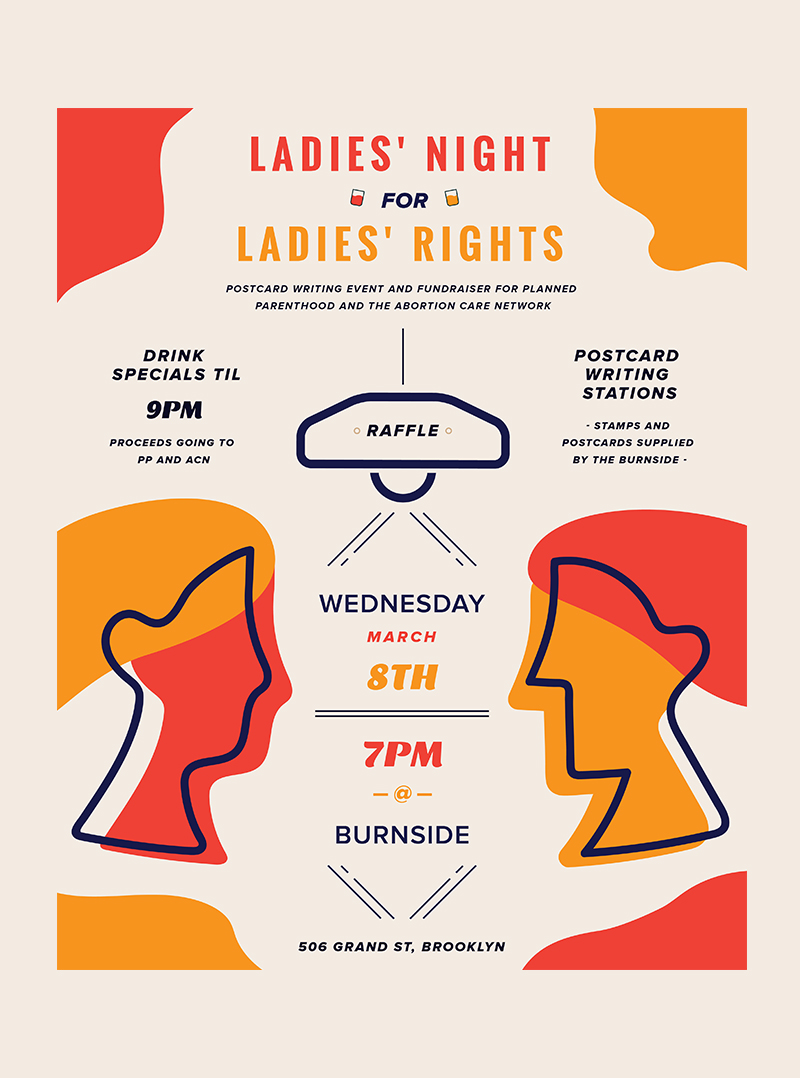 LADIES' NIGHT
FOR
LADIES' RIGHTS
POSTCARD WRITING EVENT AND FUNDRAISER FOR PLANNED
PARENTHOOD AND THE ABORTION CARE NETWORK
DRINK
SPECIALS TIL
9PM
PROCEEDS GOING TO
PP AND ACN
RAFFLE
POSTCARD
WRITING
STATIONS
- STAMPS AND
POSTCARDS SUPPLIED
BY THE BURNSIDE -
WEDNESDAY
MARCH
8TH
7PM
— @ —
BURNSIDE
506 GRAND ST, BROOKLYN